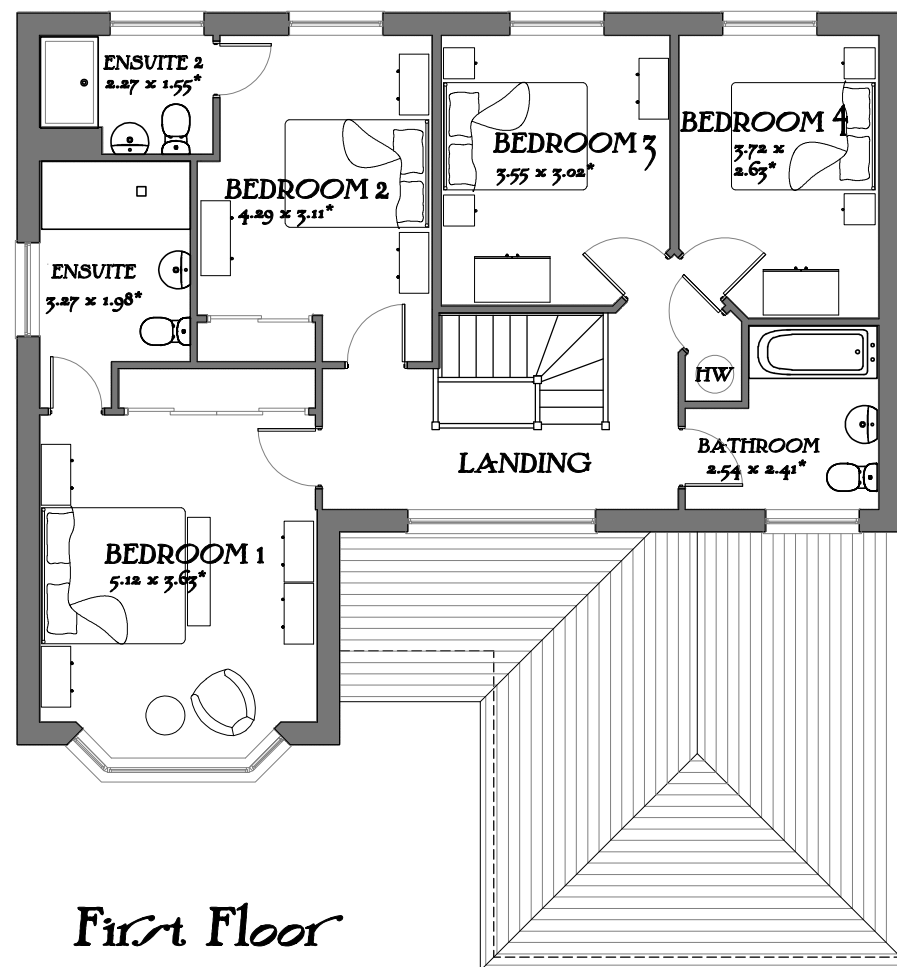 ENSUITE 2
2.27 x 1.55*
BEDROOM 2
4.29 x 3.11*
BEDROOM 3
3.55 x 3.02*
BEDROOM 4
3.72 x
2.63*
ENSUITE
3.27 x 1.98*
HW
LANDING
BATHROOM
2.54 x 2.41*
BEDROOM 1
5.12 x 3.63*
First Floor